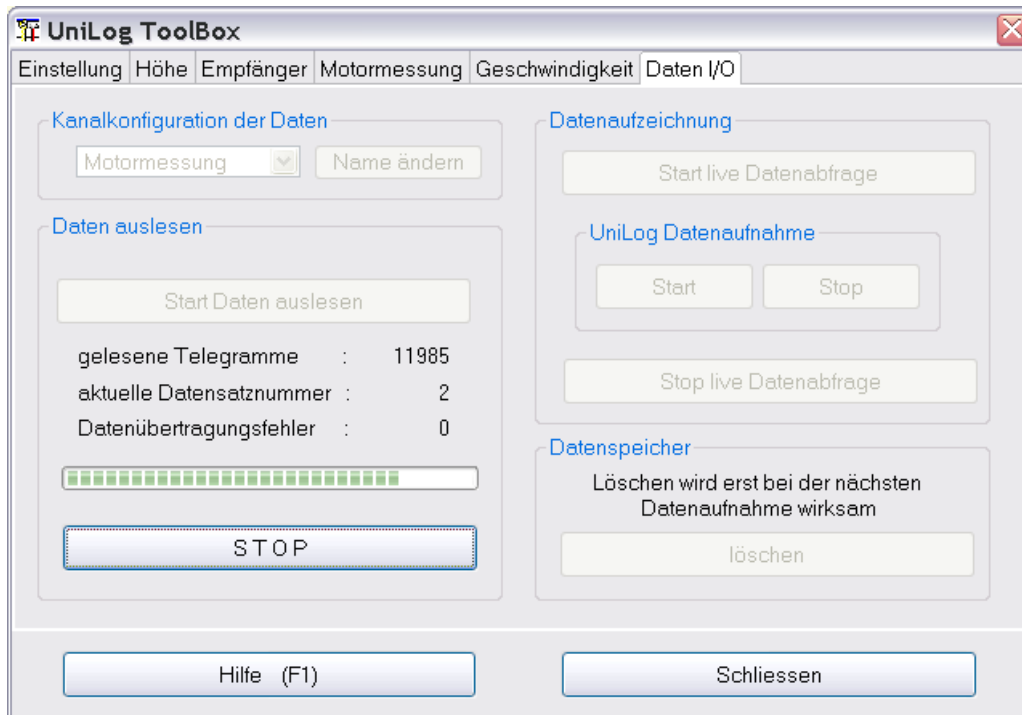 UniLog ToolBox
Einstellung Höhe Empfänger Motormessung Geschwindigkeit Daten I/O
Kanalkonfiguration der Daten
Motormessung Name ändern
Daten auslesen
Start Daten auslesen
gelesene Telegramme : 11985
aktuelle Datensatznummer : 2
Datenübertragungsfehler : 0
STOP
Datenaufzeichnung
Start live Datenabfrage
UniLog Datenaufnahme
Start Stop
Stop live Datenabfrage
Datenspeicher
Löschen wird erst bei der nächsten
Datenaufnahme wirksam
löschen
Hilfe (F1) Schliessen